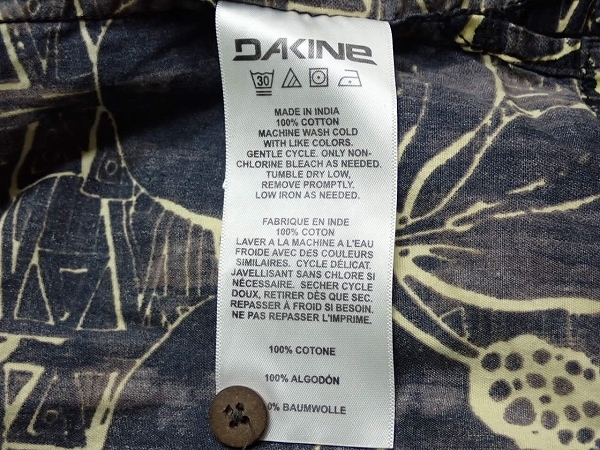 DAKINE
30
MADE IN INDIA
100% COTTON
MACHINE WASH COLD
WITH LIKE COLORS.
GENTLE CYCLE. ONLY NON-
CHLORINE BLEACH AS NEEDED.
TUMBLE DRY LOW,
REMOVE PROMPTLY.
LOW IRON AS NEEDED.
FABRIQUE EN INDE
100% COTON
LAVER A LA MACHINE A L'EAU
FROIDE AVEC DES COULEURS
SIMILAIRES. CYCLE DÉLICAT.
JAVELLISANT SANS CHLORE SI
NÉCESSAIRE. SECHER CYCLE
DOUX, RETIRER DÈS QUE SEC.
REPASSER À FROID SI BESOIN.
NE PAS REPASSER L'IMPRIME.
100% COTONE
100% ALGODÓN
0% BAUMWOLLE